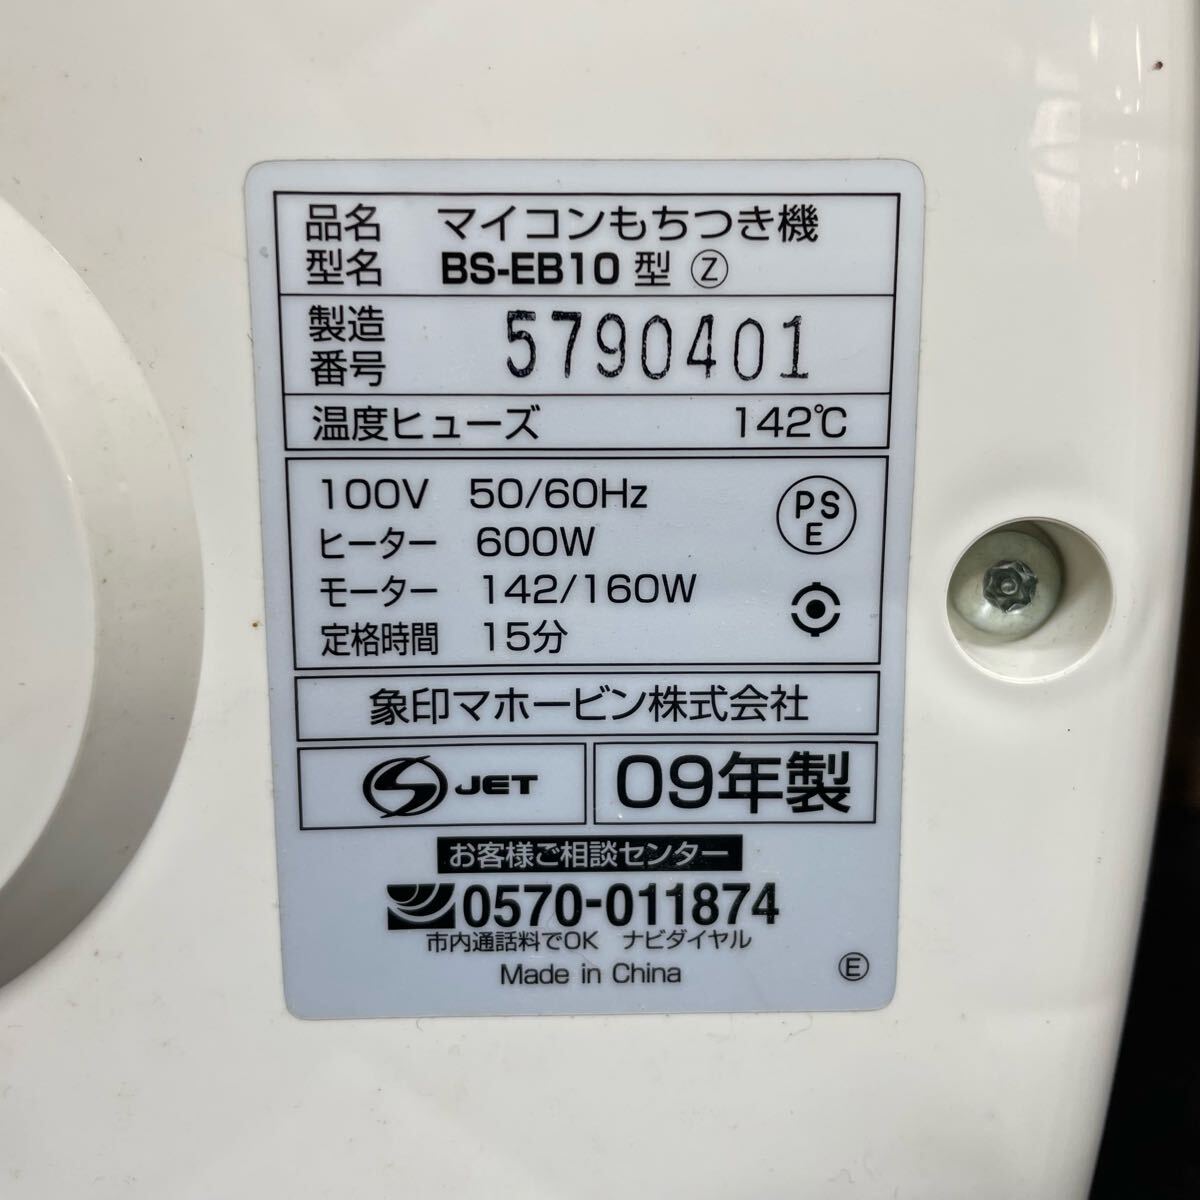 品名 マイコンもちつき機
型名 BS-EB10 型 Ⓩ
製造番号 5790401
温度ヒューズ 142℃
100V 50/60Hz
PSE
ヒーター 600W
モーター 142/160W
定格時間 15分
象印マホービン株式会社
JET
09年製
お客様ご相談センター
0570-011874
市内通話料でOK ナビダイヤル
Made in China
Ⓔ